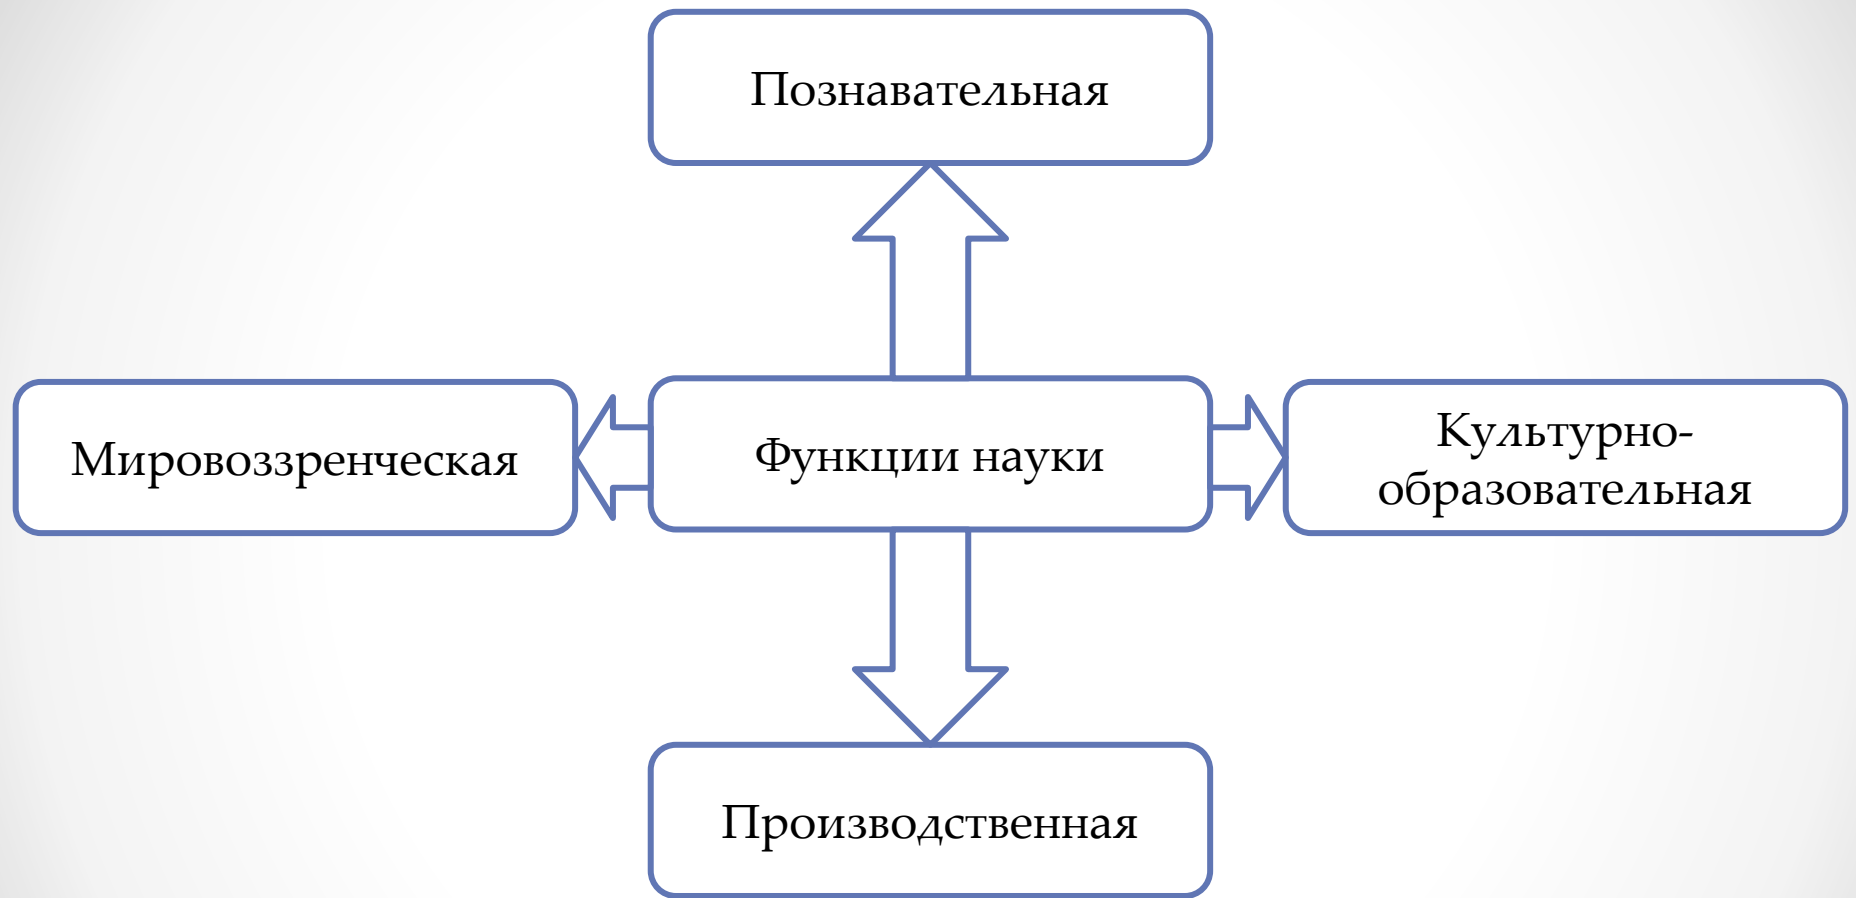 Познавательная
Мировоззренческая
Функции науки
Культурно-
образовательная
Производственная